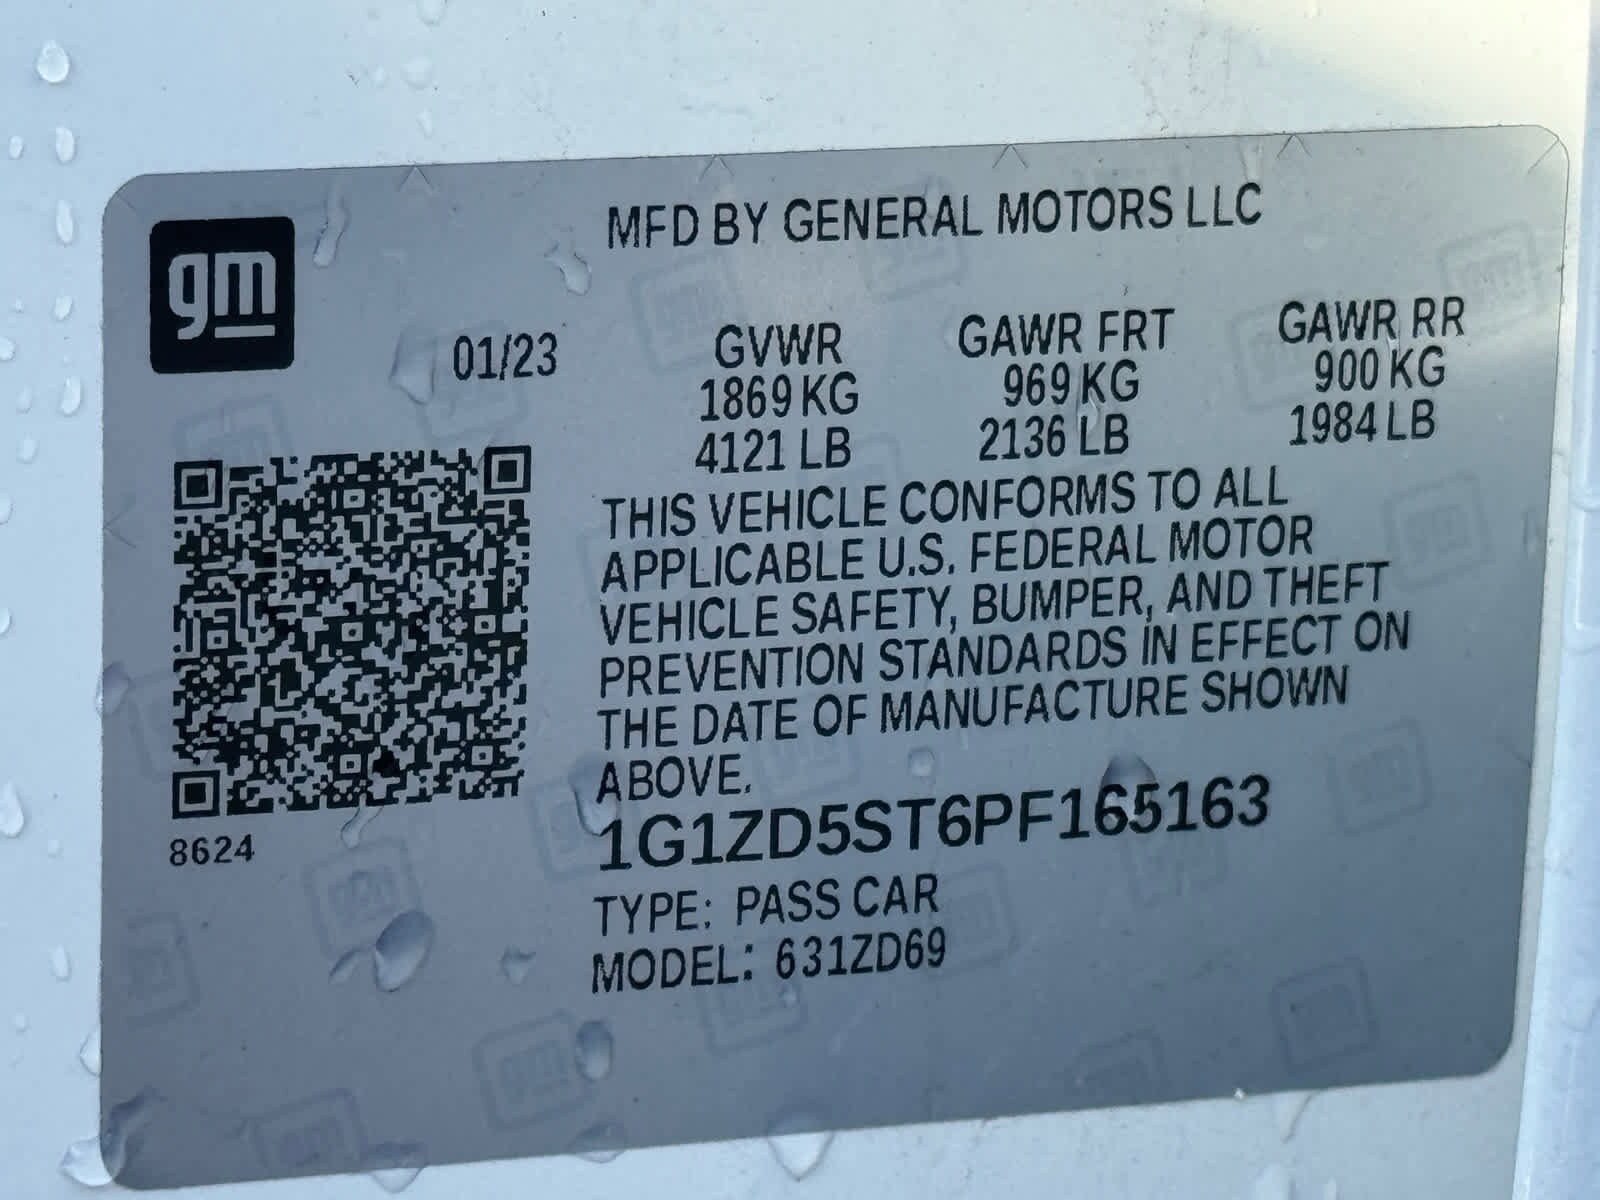 gm
MFD BY GENERAL MOTORS LLC
01/23 GVWR GAWR FRT GAWR RR
1869 KG 969 KG 900 KG
4121 LB 2136 LB 1984 LB
THIS VEHICLE CONFORMS TO ALL
APPLICABLE U.S. FEDERAL MOTOR
VEHICLE SAFETY, BUMPER, AND THEFT
PREVENTION STANDARDS IN EFFECT ON
THE DATE OF MANUFACTURE SHOWN
ABOVE.
1G1ZD5ST6PF165163
8624
TYPE: PASS CAR
MODEL: 631ZD69